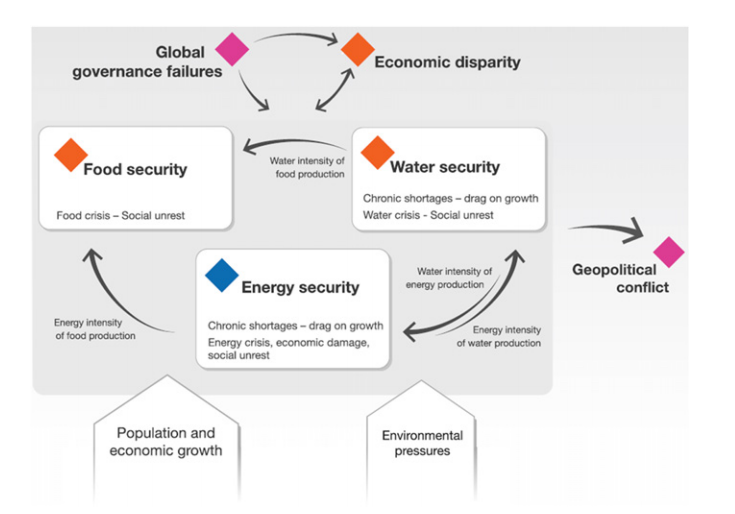 Global
governance failures
Economic disparity
Food security
Food crisis – Social unrest
Water intensity of
food production
Water security
Chronic shortages – drag on growth
Water crisis - Social unrest
Geopolitical
conflict
Energy security
Chronic shortages – drag on growth
Energy crisis, economic damage,
social unrest
Water intensity of
energy production
Energy intensity
of food production
Energy intensity
of water production
Population and
economic growth
Environmental
pressures